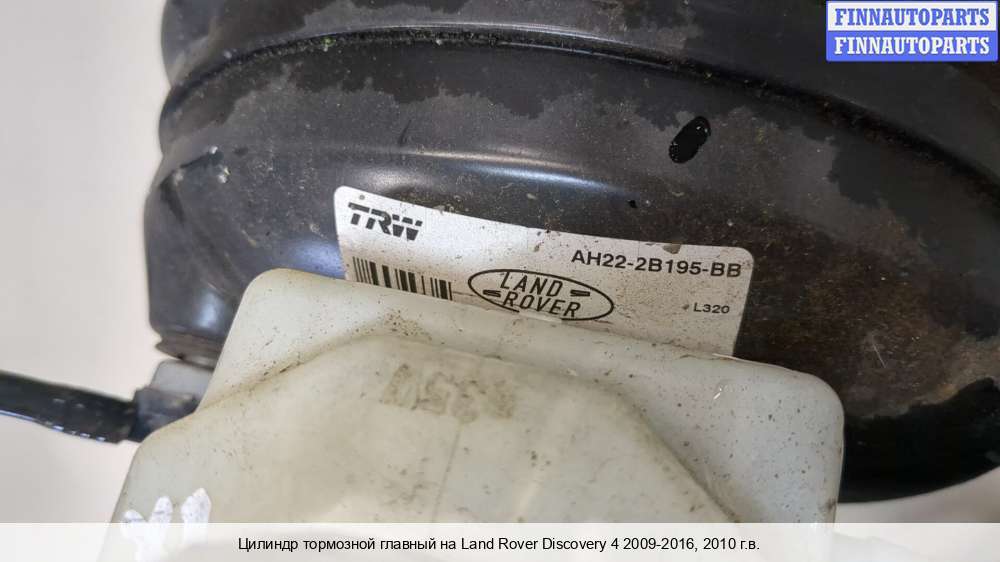 FINNAUTOPARTS
FINNAUTOPARTS
TRW
AH22-2B195-BB
LAND
ROVER
L320
Цилиндр тормозной главный на Land Rover Discovery 4 2009-2016, 2010 г.в.